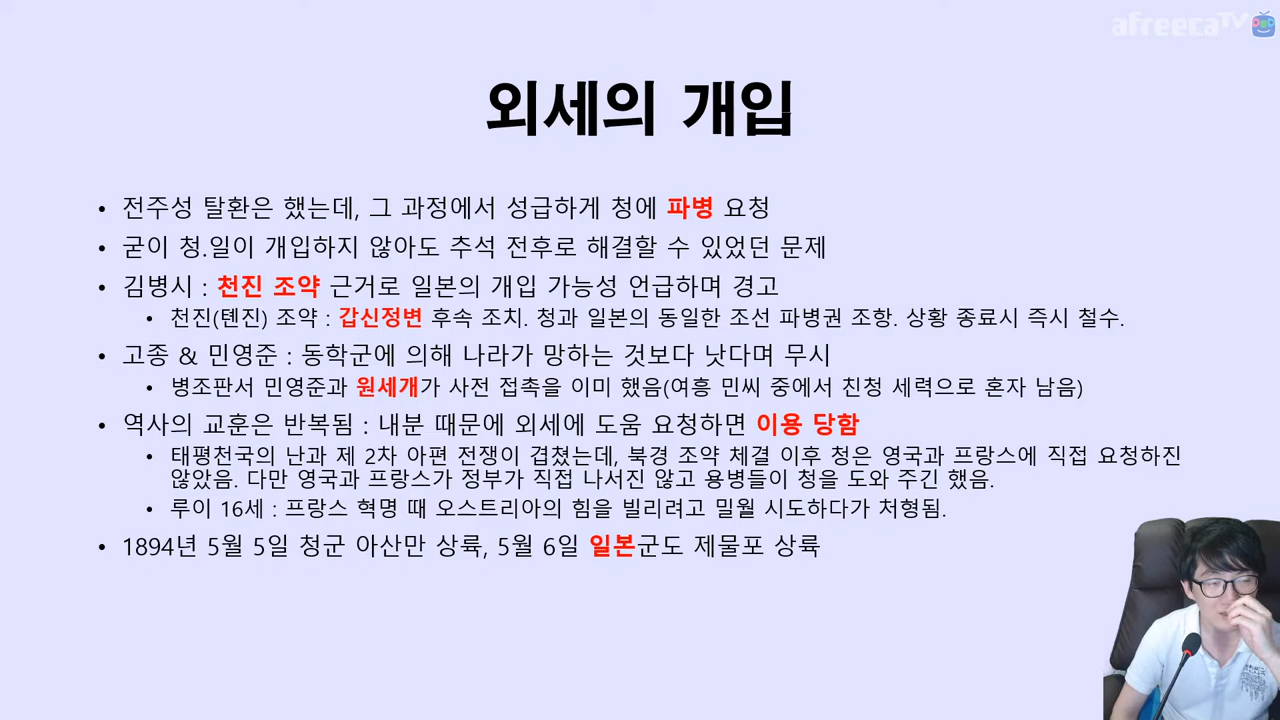 afreecaTV
외세의 개입
• 전주성 탈환은 했는데, 그 과정에서 성급하게 청에 파병 요청
• 굳이 청.일이 개입하지 않아도 추석 전후로 해결할 수 있었던 문제
• 김병시 : 천진 조약 근거로 일본의 개입 가능성 언급하며 경고
• 천진(톈진) 조약 : 갑신정변 후속 조치. 청과 일본의 동일한 조선 파병권 조항. 상황 종료시 즉시 철수.
• 고종 & 민영준 : 동학군에 의해 나라가 망하는 것보다 낫다며 무시
• 병조판서 민영준과 원세개가 사전 접촉을 이미 했음(여흥 민씨 중에서 친청 세력으로 혼자 남음)
• 역사의 교훈은 반복됨 : 내분 때문에 외세에 도움 요청하면 이용 당함
• 태평천국의 난과 제 2차 아편 전쟁이 겹쳤는데, 북경 조약 체결 이후 청은 영국과 프랑스에 직접 요청하진
않았음. 다만 영국과 프랑스가 정부가 직접 나서진 않고 용병들이 청을 도와 주긴 했음.
• 루이 16세 : 프랑스 혁명 때 오스트리아의 힘을 빌리려고 밀월 시도하다가 처형됨.
• 1894년 5월 5일 청군 아산만 상륙, 5월 6일 일본군도 제물포 상륙